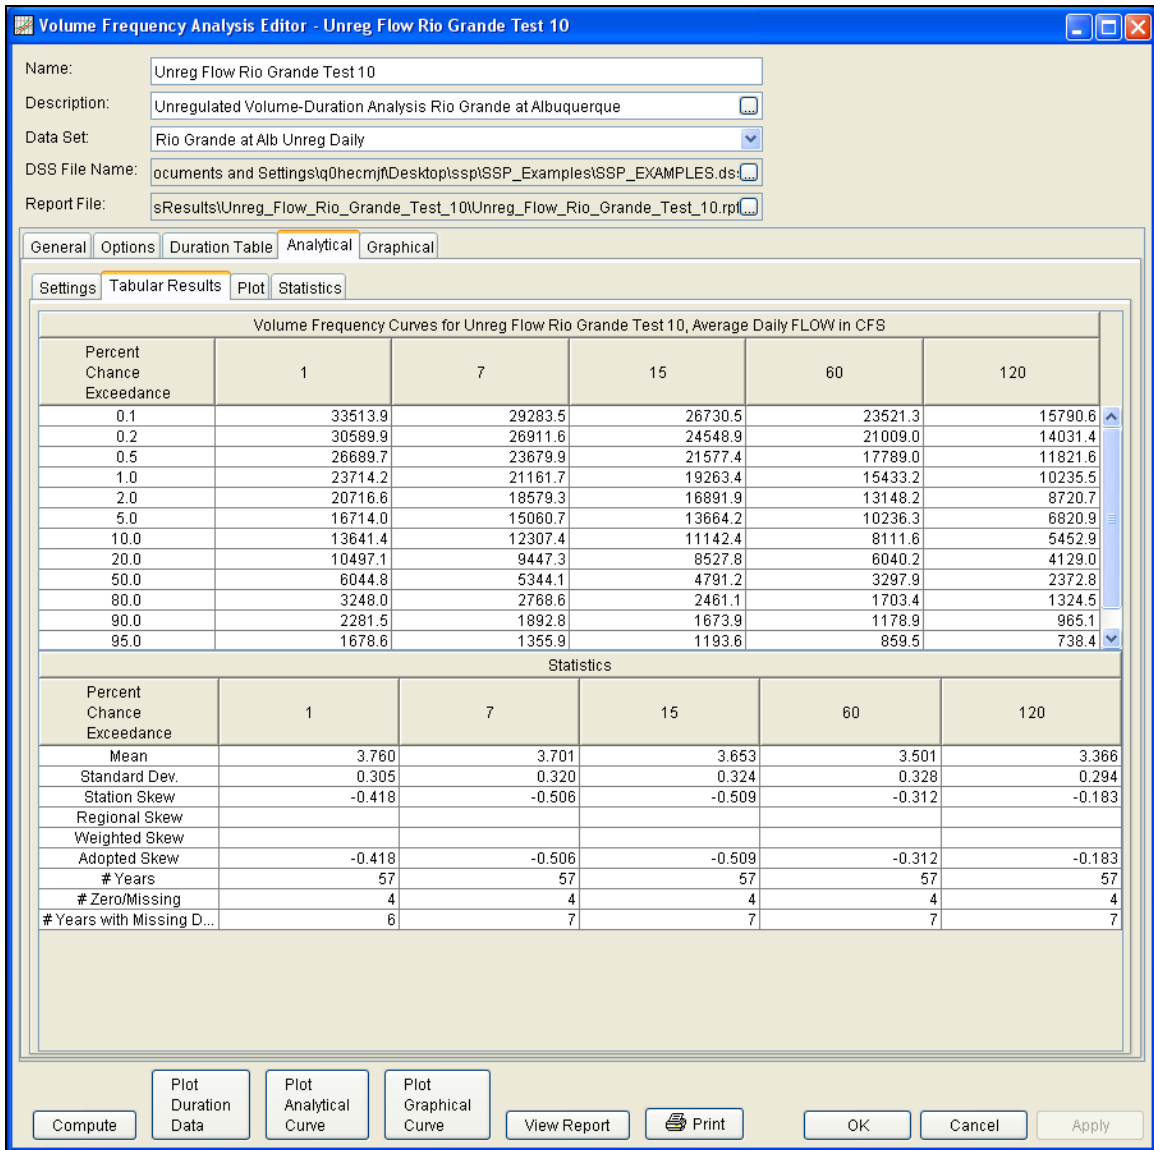 Volume Frequency Analysis Editor - Unreg Flow Rio Grande Test 10
Name: Unreg Flow Rio Grande Test 10
Description: Unregulated Volume-Duration Analysis Rio Grande at Albuquerque ...
Data Set: Rio Grande at Alb Unreg Daily
DSS File Name: ocuments and Settings\q0hecmjf\Desktop\ssp\SSP_Examples\SSP_EXAMPLES.ds: ...
Report File: sResults\Unreg_Flow_Rio_Grande_Test_10\Unreg_Flow_Rio_Grande_Test_10.rpt ...
General Options Duration Table Analytical Graphical
Settings Tabular Results Plot Statistics
Volume Frequency Curves for Unreg Flow Rio Grande Test 10, Average Daily FLOW in CFS
Percent
Chance 1 7 15 60 120
Exceedance
0.1 33513.9 29283.5 26730.5 23521.3 15790.6
0.2 30589.9 26911.6 24548.9 21009.0 14031.4
0.5 26689.7 23679.9 21577.4 17789.0 11821.6
1.0 23714.2 21161.7 19263.4 15433.2 10235.5
2.0 20716.6 18579.3 16891.9 13148.2 8720.7
5.0 16714.0 15060.7 13664.2 10236.3 6820.9
10.0 13641.4 12307.4 11142.4 8111.6 5452.9
20.0 10497.1 9447.3 8527.8 6040.2 4129.0
50.0 6044.8 5344.1 4791.2 3297.9 2372.8
80.0 3248.0 2768.6 2461.1 1703.4 1324.5
90.0 2281.5 1892.8 1673.9 1178.9 965.1
95.0 1678.6 1355.9 1193.6 859.5 738.4
Statistics
Percent
Chance 1 7 15 60 120
Exceedance
Mean 3.760 3.701 3.653 3.501 3.366
Standard Dev. 0.305 0.320 0.324 0.328 0.294
Station Skew -0.418 -0.506 -0.509 -0.312 -0.183
Regional Skew
Weighted Skew
Adopted Skew -0.418 -0.506 -0.509 -0.312 -0.183
# Years 57 57 57 57 57
# Zero/Missing 4 4 4 4 4
# Years with Missing D... 6 7 7 7 7
Plot Plot Plot
Duration Analytical Graphical
Compute Data Curve Curve View Report Print OK Cancel Apply